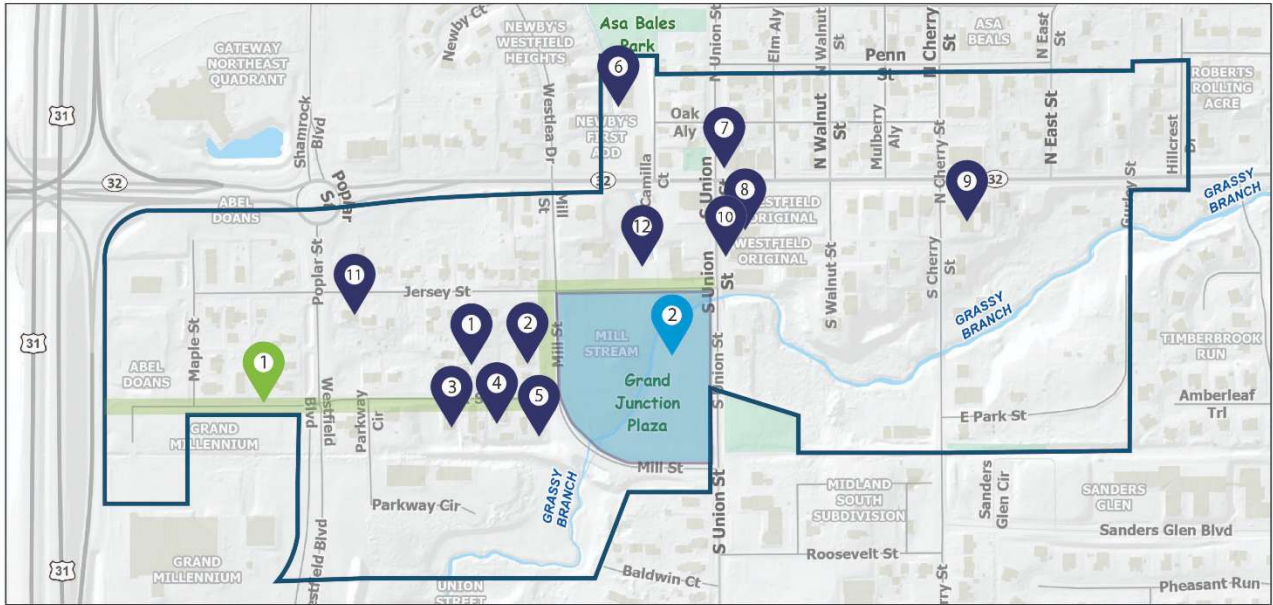 Asa Bales
Park
Newby Ct
NEWBY'S
WESTFIELD
HEIGHTS
N Union St
Elm Aly
N Walnut
St
Penn
St
N Cherry
St
ASA
BEALS
N East
St
GATEWAY
NORTHEAST
QUADRANT
Shamrock
Blvd
Westlea Dr
6
ROBERTS
ROLLING
ACRE
31
NEWBY'S
FIRST
ADD
Oak
Aly
7
N Walnut
St
Mulberry
Aly
N Cherry St
N East St
Hillcrest
Dr
32
Poplar
St
Mill
St
32
Camilla
Ct
S Union
St
8
9
32
ABEL
DOANS
WESTFIELD
ORIGINAL
10
WESTFIELD
ORIGINAL
12
Gurley St
GRASSY
BRANCH
Poplar St
11
Jersey St
S Union
St
S Walnut St
S Cherry
St
GRASSY
BRANCH
31
Maple St
1
2
Mill St
MILL
STREAM
2
S Union St
TIMBERBROOK
RUN
ABEL
DOANS
1
3
4
5
Grand
Junction
Plaza
Westfield
Blvd
Parkway
Cir
E Park St
Amberleaf
Trl
GRAND
MILLENNIUM
Mill St
Parkway Cir
GRASSY
BRANCH
S Union St
MIDLAND
SOUTH
SUBDIVISION
Sanders
Glen Cir
SANDERS
GLEN
Sanders Glen Blvd
GRAND
MILLENNIUM
Westfield Blvd
Roosevelt St
31
UNION
STREET
Baldwin Ct
erry St
Pheasant Run